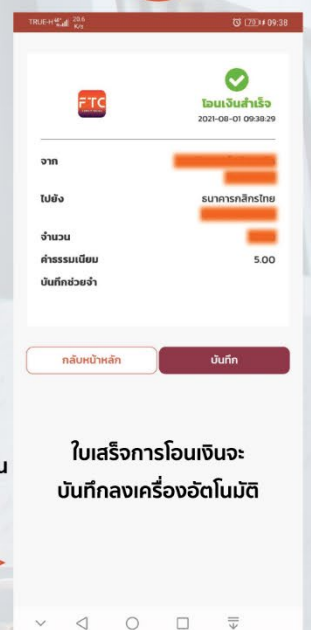 TRUE-H 4G 28.6 K/s 79 09:38
FTC
โอนเงินสำเร็จ
2021-08-01 09:38:29
จาก
ไปยัง ธนาคารกสิกรไทย
จำนวน
ค่าธรรมเนียม 5.00
บันทึกช่วยจำ
กลับหน้าหลัก บันทึก
ใบเสร็จการโอนเงินจะ
บันทึกลงเครื่องอัตโนมัติ